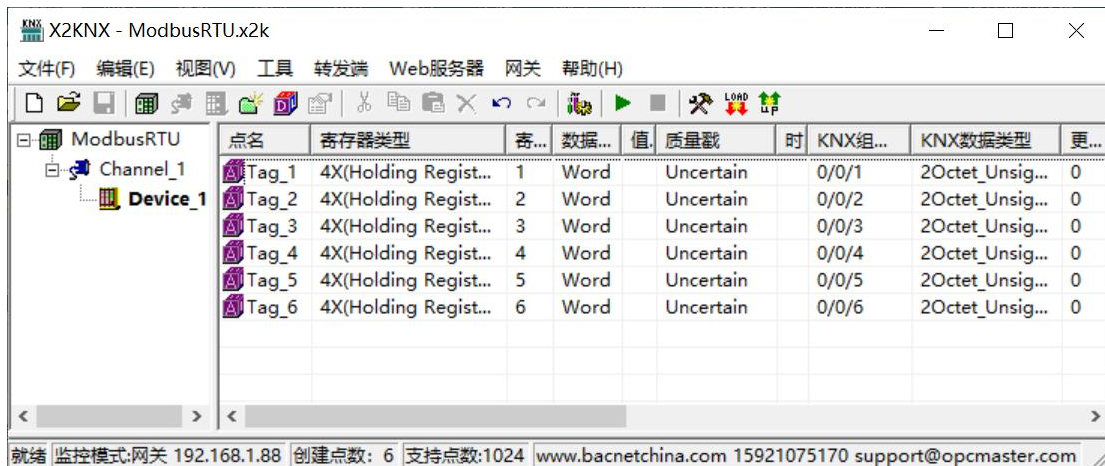 KNX X2KNX - ModbusRTU.x2k
文件(F) 编辑(E) 视图(V) 工具 转发端 Web服务器 网关 帮助(H)
LOAD UP
ModbusRTU
Channel_1
Device_1
点名 寄存器类型 寄... 数据... 值. 质量戳 时 KNX组... KNX数据类型 更...
Tag_1 4X(Holding Regist... 1 Word Uncertain 0/0/1 2Octet_Unsig... 0
Tag_2 4X(Holding Regist... 2 Word Uncertain 0/0/2 2Octet_Unsig... 0
Tag_3 4X(Holding Regist... 3 Word Uncertain 0/0/3 2Octet_Unsig... 0
Tag_4 4X(Holding Regist... 4 Word Uncertain 0/0/4 2Octet_Unsig... 0
Tag_5 4X(Holding Regist... 5 Word Uncertain 0/0/5 2Octet_Unsig... 0
Tag_6 4X(Holding Regist... 6 Word Uncertain 0/0/6 2Octet_Unsig... 0
就绪 监控模式:网关 192.168.1.88 创建点数: 6 支持点数:1024 www.bacnetchina.com 15921075170 support@opcmaster.com